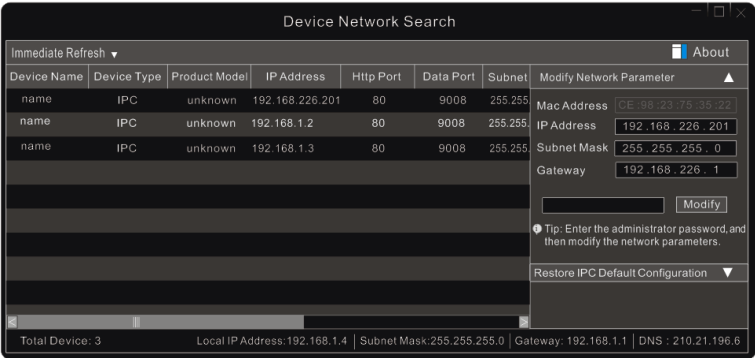 Device Network Search
Immediate Refresh ▼
About
Device Name Device Type Product Model IP Address Http Port Data Port Subnet
name IPC unknown 192.168.226.201 80 9008 255.255.
name IPC unknown 192.168.1.2 80 9008 255.255.
name IPC unknown 192.168.1.3 80 9008 255.255.
Modify Network Parameter ▲
Mac Address CE :98 :23 :75 :35 :22
IP Address 192 . 168 . 226 . 201
Subnet Mask 255 . 255 . 255 . 0
Gateway 192 . 168 . 226 . 1
Modify
Tip: Enter the administrator password, and
then modify the network parameters.
Restore IPC Default Configuration ▼
Total Device: 3 Local IP Address:192.168.1.4 Subnet Mask:255.255.255.0 Gateway: 192.168.1.1 DNS : 210.21.196.6